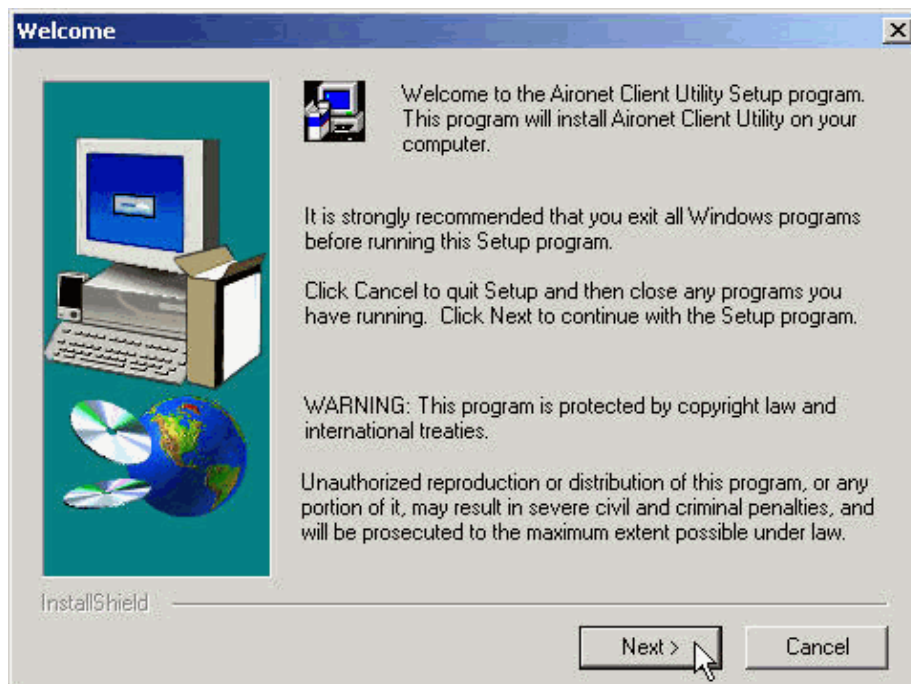 Welcome
Welcome to the Aironet Client Utility Setup program.
This program will install Aironet Client Utility on your
computer.
It is strongly recommended that you exit all Windows programs
before running this Setup program.
Click Cancel to quit Setup and then close any programs you
have running. Click Next to continue with the Setup program.
WARNING: This program is protected by copyright law and
international treaties.
Unauthorized reproduction or distribution of this program, or any
portion of it, may result in severe civil and criminal penalties, and
will be prosecuted to the maximum extent possible under law.
InstallShield
Next >
Cancel